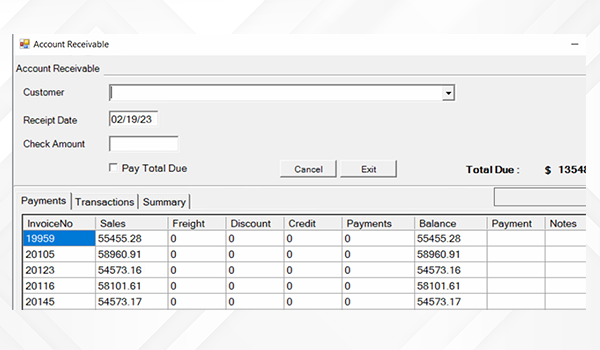 Account Receivable
Account Receivable
Customer
Receipt Date 02/19/23
Check Amount
Pay Total Due Cancel Exit Total Due : $ 13548
Payments Transactions Summary
InvoiceNo Sales Freight Discount Credit Payments Balance Payment Notes
19959 55455.28 0 0 0 0 55455.28
20105 58960.91 0 0 0 0 58960.91
20123 54573.16 0 0 0 0 54573.16
20116 58101.61 0 0 0 0 58101.61
20145 54573.17 0 0 0 0 54573.17